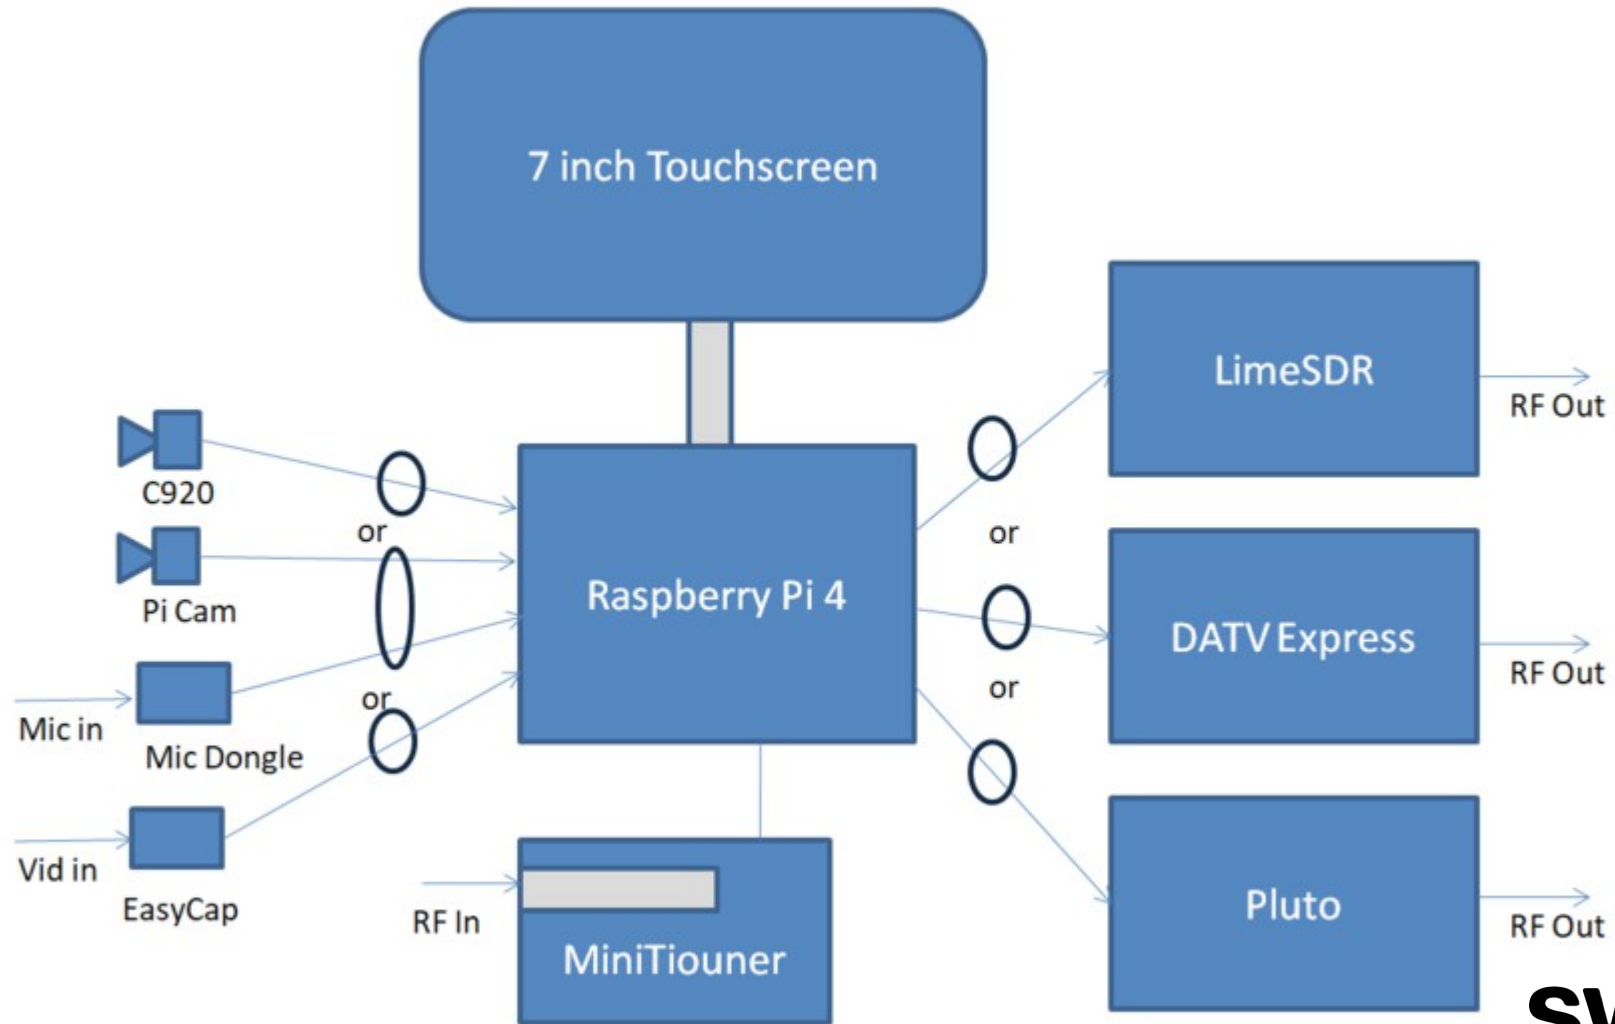 7 inch Touchscreen
LimeSDR
RF Out
C920
or
or
Pi Cam
Raspberry Pi 4
DATV Express
or
or
RF Out
Mic in
Mic Dongle
Vid in
EasyCap
RF In
MiniTiouner
Pluto
RF Out